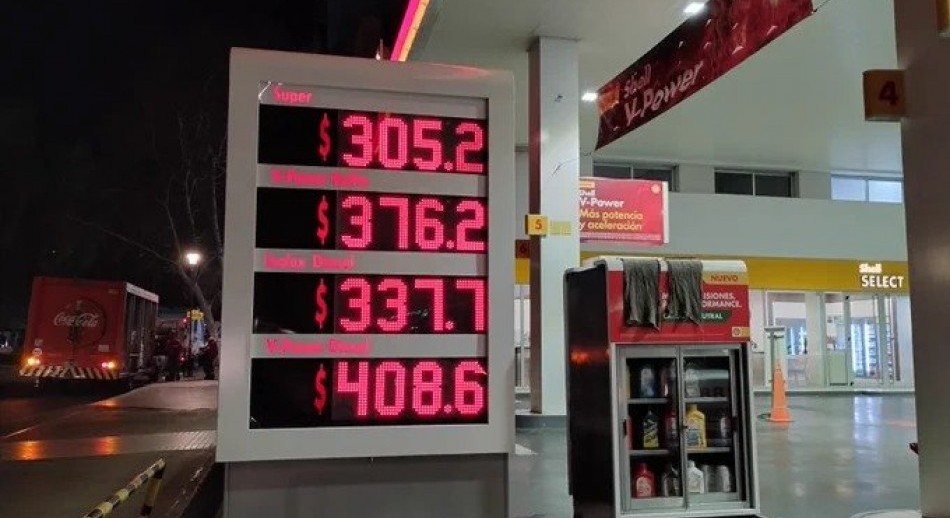 Super
$305.2
V-Power Nafta
$376.2
Evolux Diesel
$337.7
V-Power Diesel
$408.6
Coca-Cola
Shell
V.Power
4
5
Shell
V-Power
Más potencia
y aceleración
Shell
SELECT
NUEVO